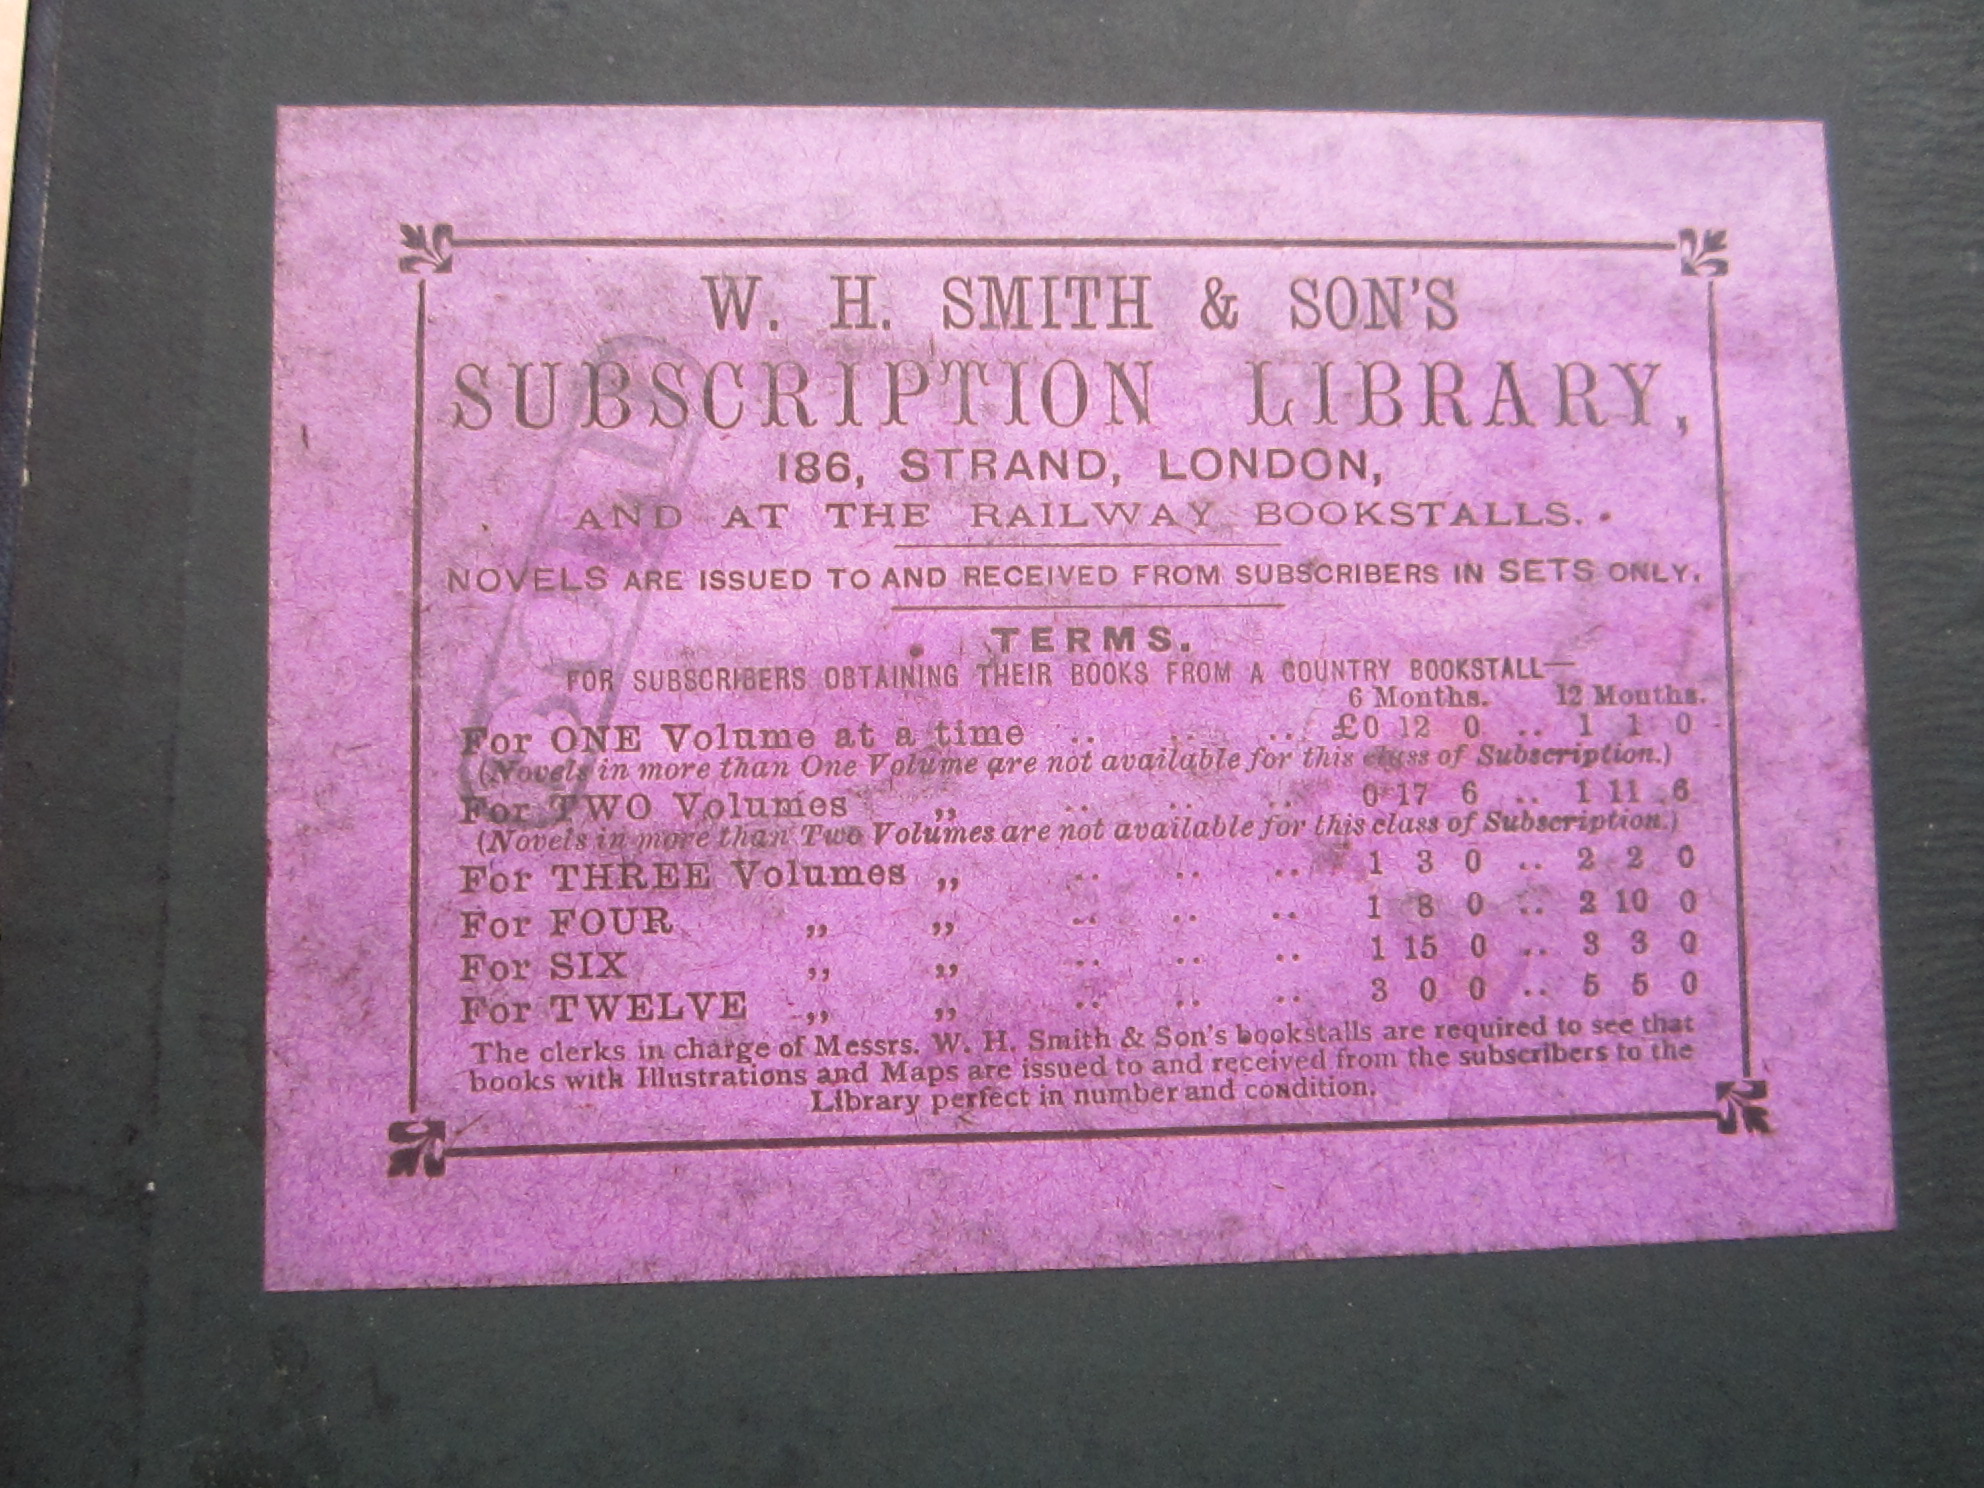 W. H. SMITH & SON'S
SUBSCRIPTION LIBRARY,
186, STRAND, LONDON,
AND AT THE RAILWAY BOOKSTALLS.
NOVELS ARE ISSUED TO AND RECEIVED FROM SUBSCRIBERS IN SETS ONLY.
TERMS.
FOR SUBSCRIBERS OBTAINING THEIR BOOKS FROM A COUNTRY BOOKSTALL—
6 Months. 12 Months.
For ONE Volume at a time .. .. .. £0 12 0 .. 1 1 0
(Novels in more than One Volume are not available for this class of Subscription.)
For TWO Volumes ,, .. .. .. 0 17 6 .. 1 11 6
(Novels in more than Two Volumes are not available for this class of Subscription.)
For THREE Volumes ,, .. .. .. 1 3 0 .. 2 2 0
For FOUR ,, ,, .. .. .. 1 8 0 .. 2 10 0
For SIX ,, ,, .. .. .. 1 15 0 .. 3 3 0
For TWELVE ,, ,, .. .. .. 3 0 0 .. 5 5 0
The clerks in charge of Messrs. W. H. Smith & Son's bookstalls are required to see that
books with Illustrations and Maps are issued to and received from the subscribers to the
Library perfect in number and condition.